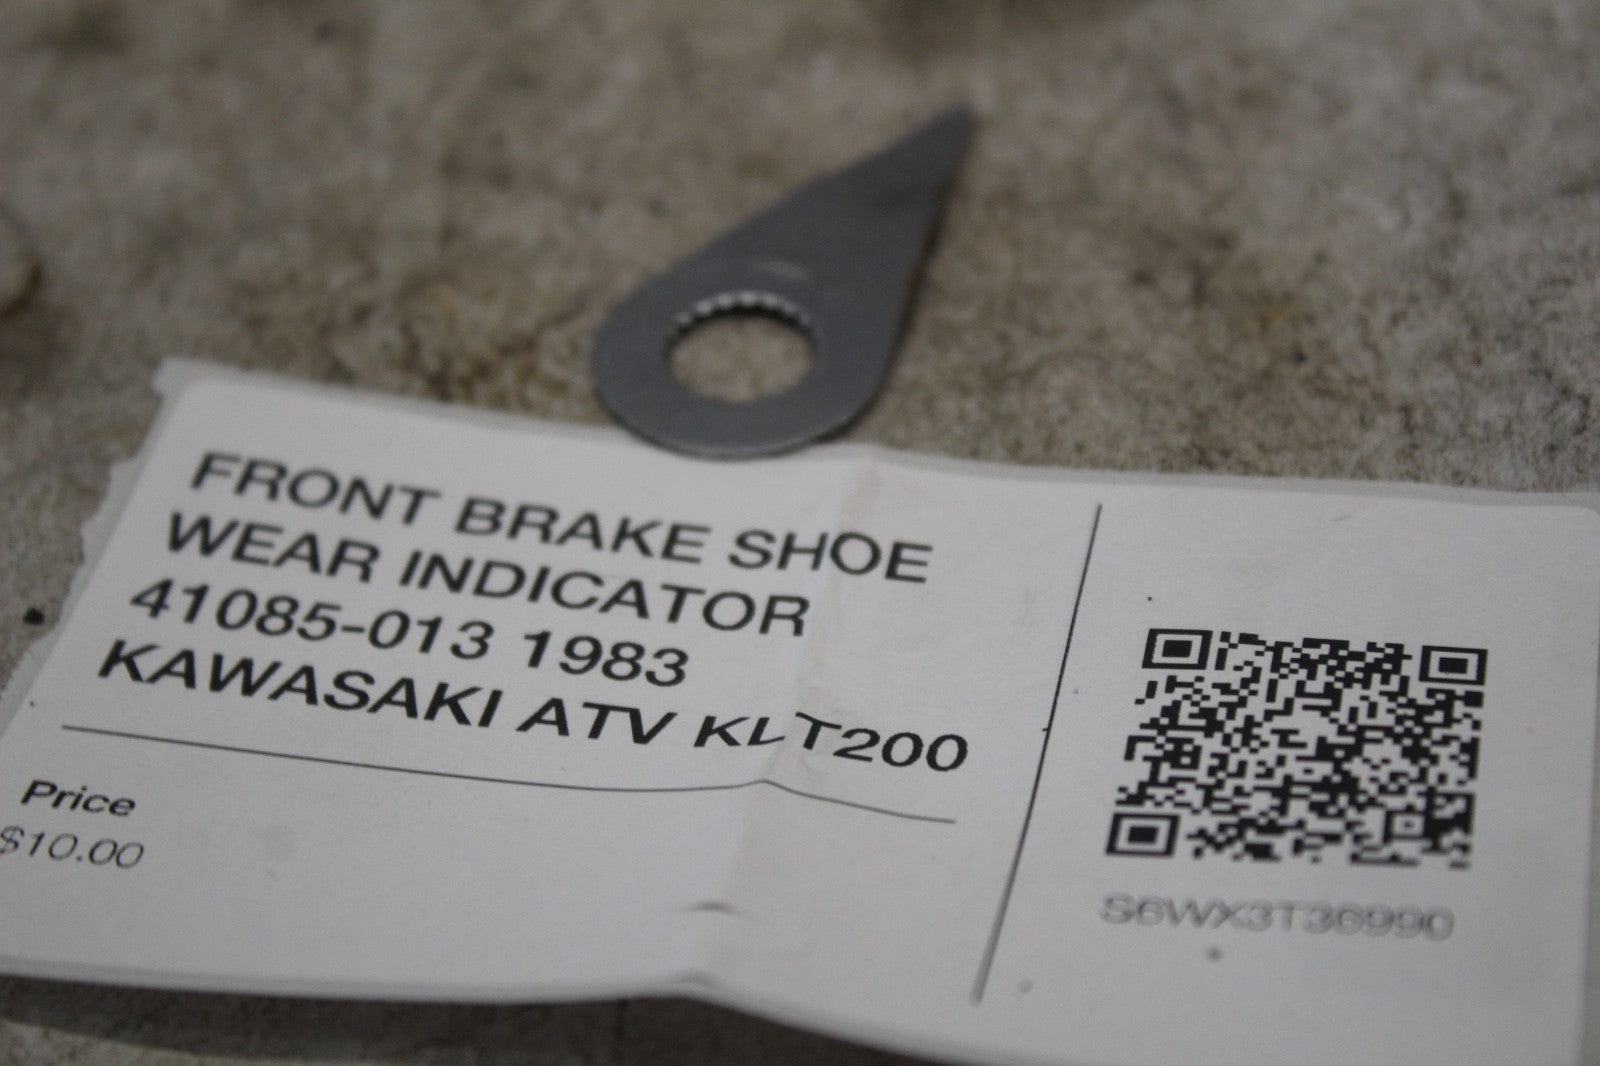 FRONT BRAKE SHOE
WEAR INDICATOR
41085-013 1983
KAWASAKI ATV KLT200
Price
$10.00
S6WX3T36990